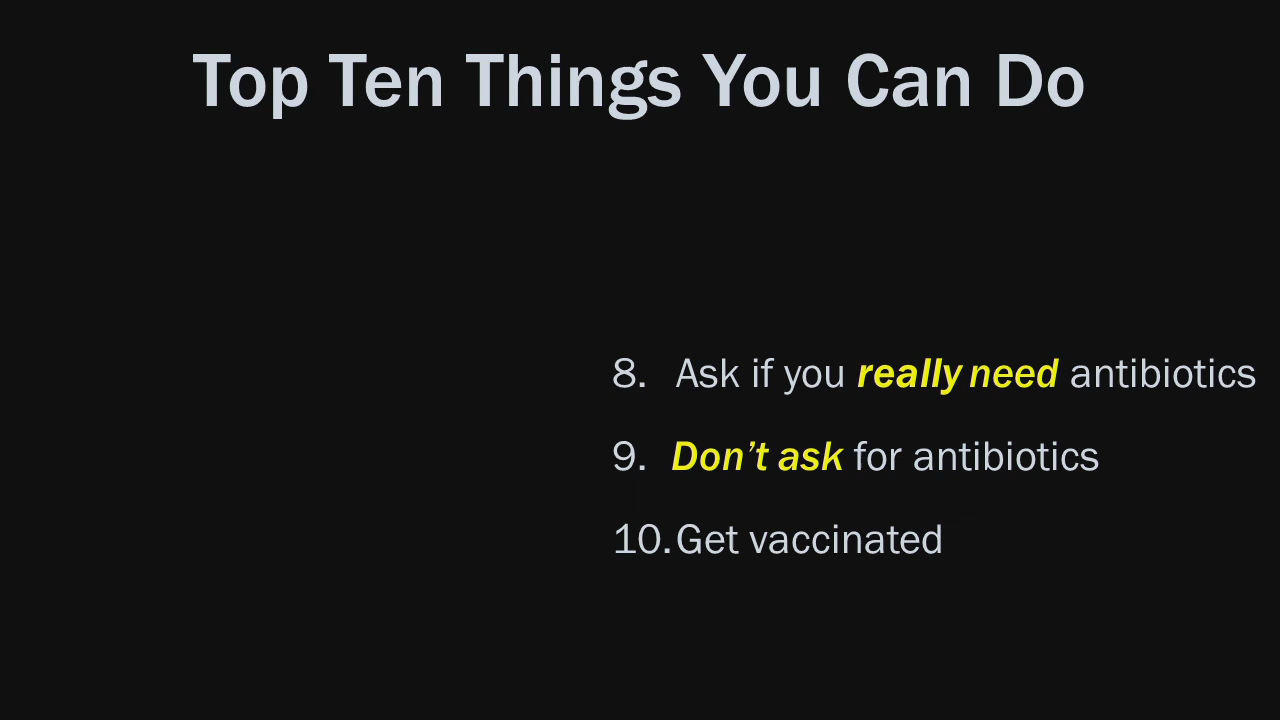 Top Ten Things You Can Do
8. Ask if you really need antibiotics
9. Don’t ask for antibiotics
10. Get vaccinated